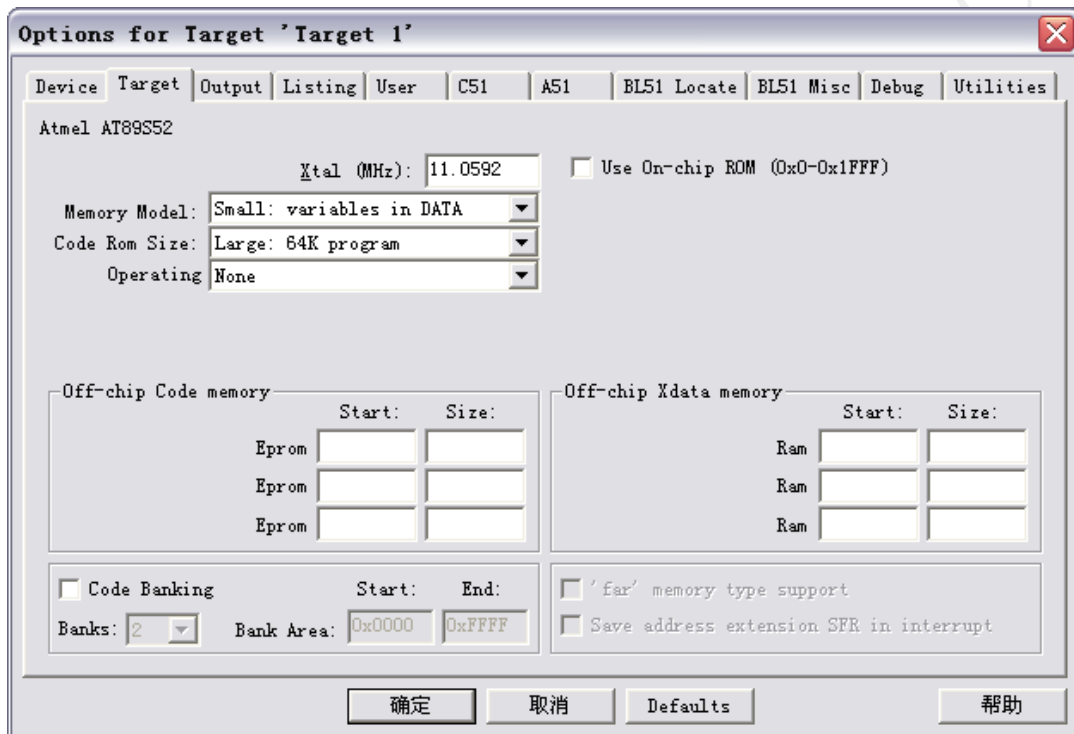 Options for Target 'Target 1'
Device Target Output Listing User C51 A51 BL51 Locate BL51 Misc Debug Utilities
Atmel AT89S52
Xtal (MHz): 11.0592 Use On-chip ROM (0x0-0x1FFF)
Memory Model: Small: variables in DATA
Code Rom Size: Large: 64K program
Operating None
Off-chip Code memory Off-chip Xdata memory
Start: Size: Start: Size:
Eprom Ram
Eprom Ram
Eprom Ram
Code Banking Start: End: 'far' memory type support
Banks: 2 Bank Area: 0x0000 0xFFFF Save address extension SFR in interrupt
确定 取消 Defaults 帮助